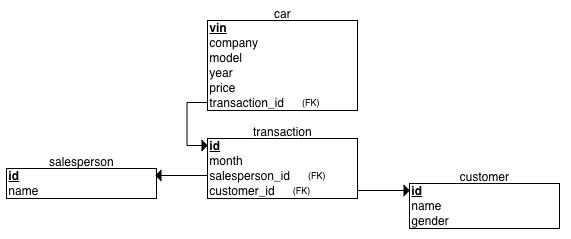 car
vin
company
model
year
price
transaction_id (FK)
transaction
id
month
salesperson_id (FK)
customer_id (FK)
salesperson
id
name
customer
id
name
gender